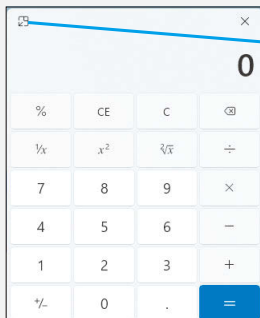 0
% CE C
⅟x x² ²√x ÷
7 8 9 ×
4 5 6 −
1 2 3 +
+/− 0 . =